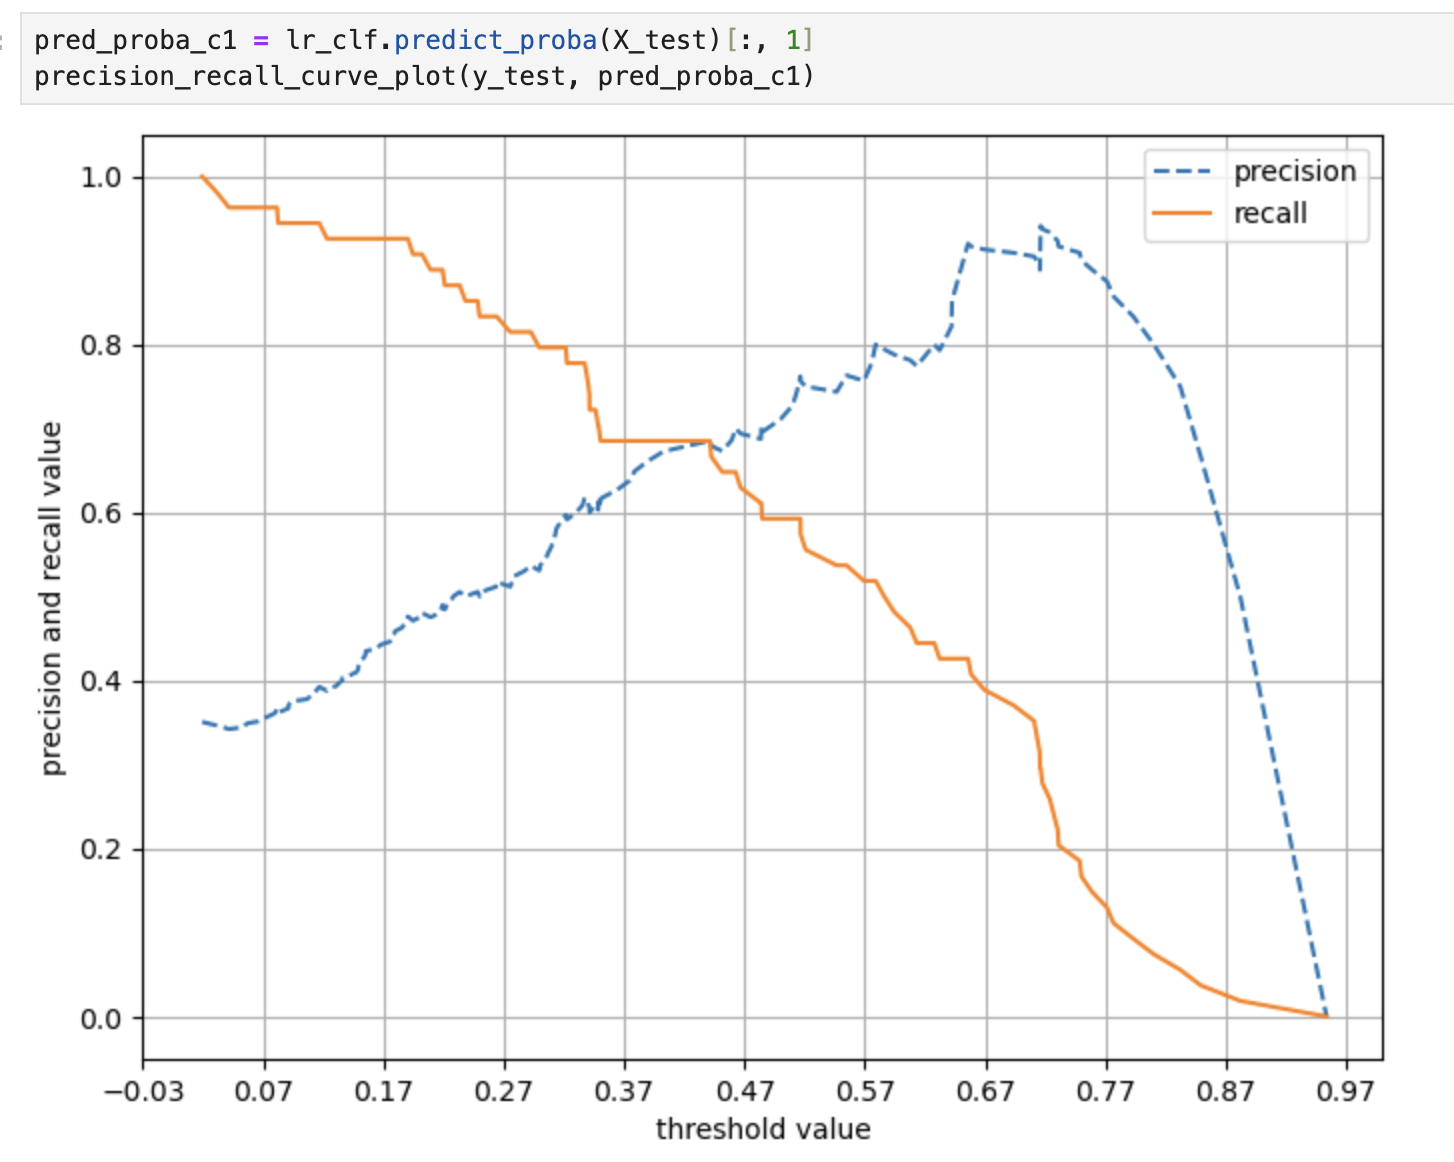 pred_proba_c1 = lr_clf.predict_proba(X_test)[:, 1]
precision_recall_curve_plot(y_test, pred_proba_c1)
precision
recall
1.0
0.8
0.6
0.4
0.2
0.0
precision and recall value
−0.03 0.07 0.17 0.27 0.37 0.47 0.57 0.67 0.77 0.87 0.97
threshold value